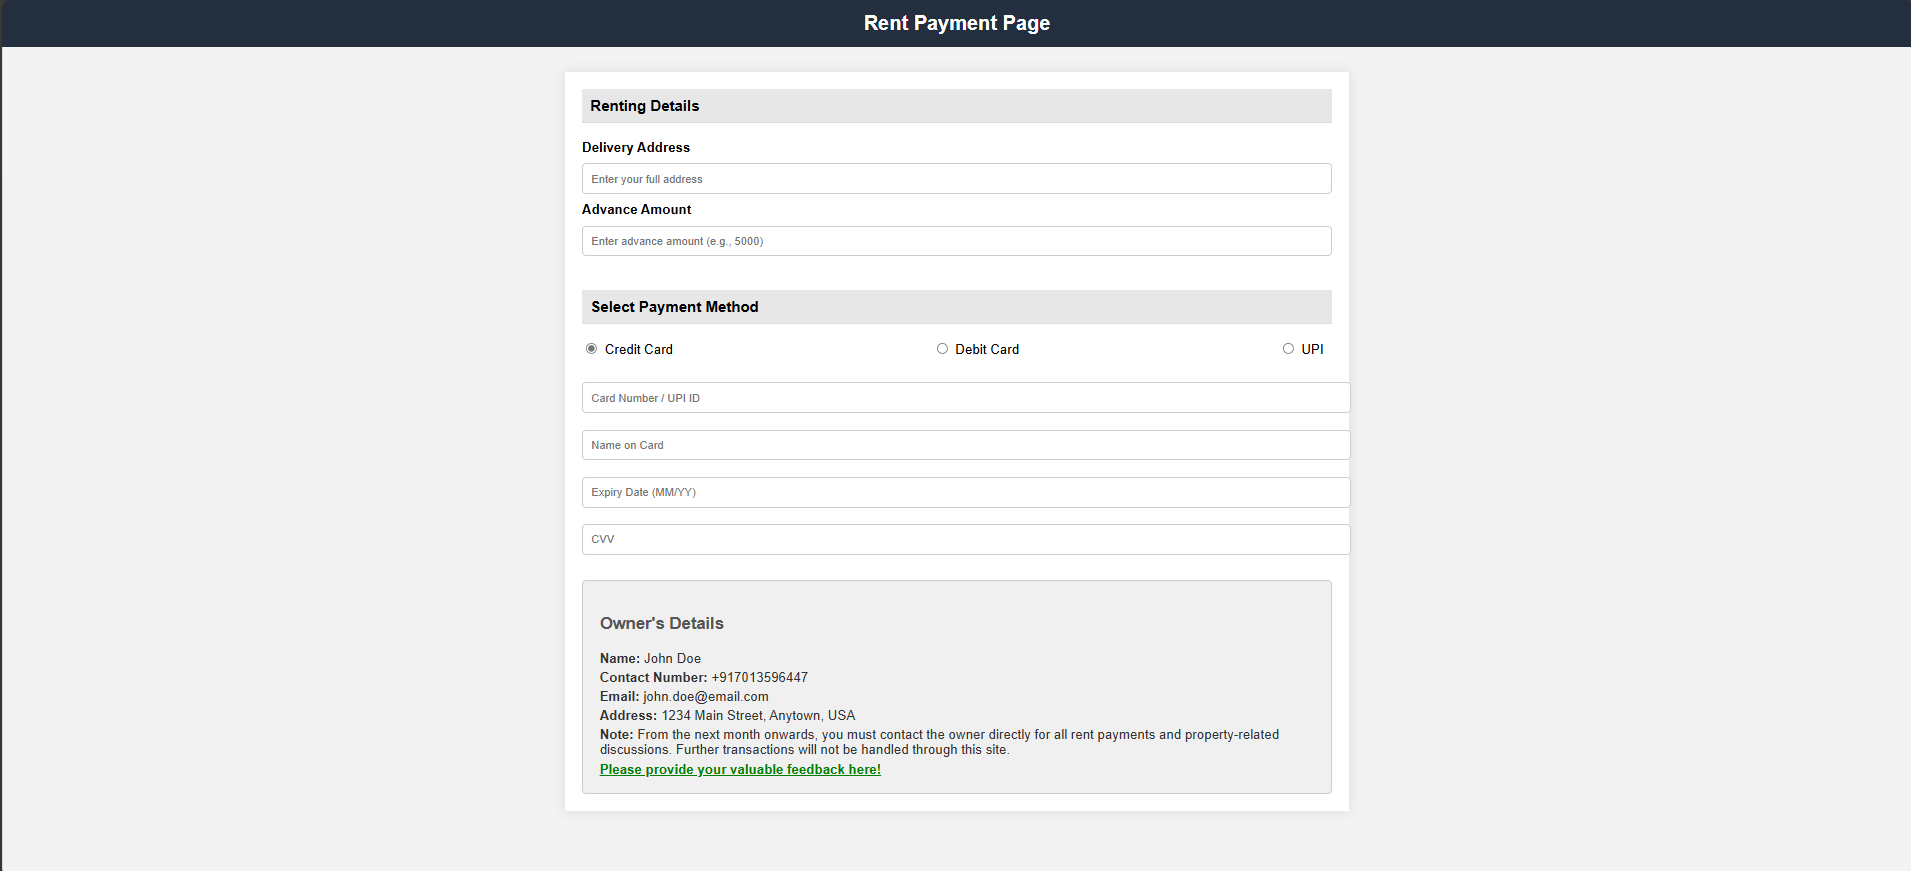 Rent Payment Page
Renting Details
Delivery Address
Enter your full address
Advance Amount
Enter advance amount (e.g., 5000)
Select Payment Method
Credit Card
Debit Card
UPI
Card Number / UPI ID
Name on Card
Expiry Date (MM/YY)
CVV
Owner's Details
Name: John Doe
Contact Number: +917013596447
Email: john.doe@email.com
Address: 1234 Main Street, Anytown, USA
Note: From the next month onwards, you must contact the owner directly for all rent payments and property-related
discussions. Further transactions will not be handled through this site.
Please provide your valuable feedback here!